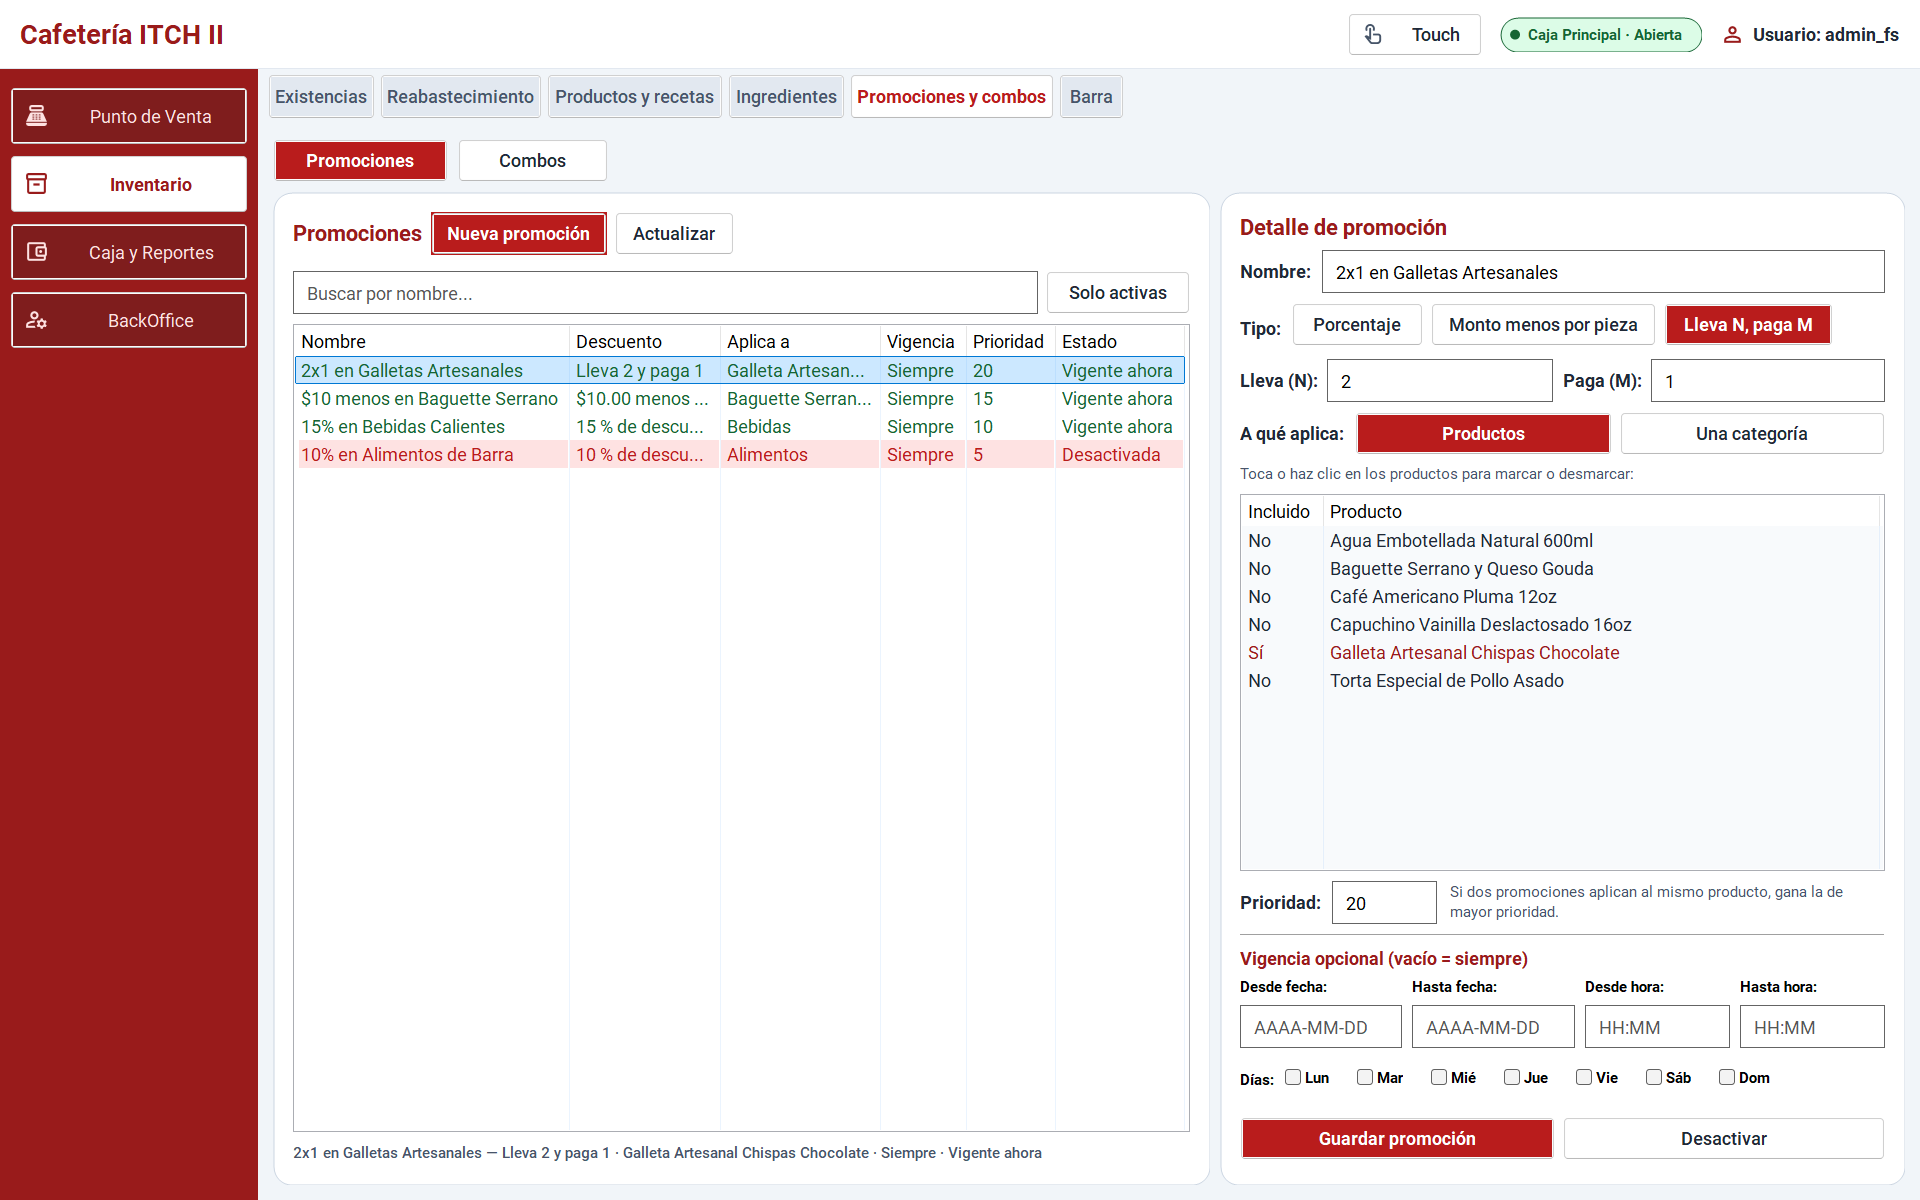 Cafetería ITCH II
Touch
Caja Principal · Abierta
Usuario: admin_fs
Punto de Venta
Inventario
Caja y Reportes
BackOffice
Existencias
Reabastecimiento
Productos y recetas
Ingredientes
Promociones y combos
Barra
Promociones
Combos
Promociones
Nueva promoción
Actualizar
Buscar por nombre...
Solo activas
Nombre Descuento Aplica a Vigencia Prioridad Estado
2x1 en Galletas Artesanales Lleva 2 y paga 1 Galleta Artesan... Siempre 20 Vigente ahora
$10 menos en Baguette Serrano $10.00 menos ... Baguette Serran... Siempre 15 Vigente ahora
15% en Bebidas Calientes 15 % de descu... Bebidas Siempre 10 Vigente ahora
10% en Alimentos de Barra 10 % de descu... Alimentos Siempre 5 Desactivada
2x1 en Galletas Artesanales — Lleva 2 y paga 1 · Galleta Artesanal Chispas Chocolate · Siempre · Vigente ahora
Detalle de promoción
Nombre: 2x1 en Galletas Artesanales
Tipo: Porcentaje Monto menos por pieza Lleva N, paga M
Lleva (N): 2 Paga (M): 1
A qué aplica: Productos Una categoría
Toca o haz clic en los productos para marcar o desmarcar:
Incluido Producto
No Agua Embotellada Natural 600ml
No Baguette Serrano y Queso Gouda
No Café Americano Pluma 12oz
No Capuchino Vainilla Deslactosado 16oz
Sí Galleta Artesanal Chispas Chocolate
No Torta Especial de Pollo Asado
Prioridad: 20
Si dos promociones aplican al mismo producto, gana la de
mayor prioridad.
Vigencia opcional (vacío = siempre)
Desde fecha: Hasta fecha: Desde hora: Hasta hora:
AAAA-MM-DD AAAA-MM-DD HH:MM HH:MM
Días: Lun Mar Mié Jue Vie Sáb Dom
Guardar promoción
Desactivar